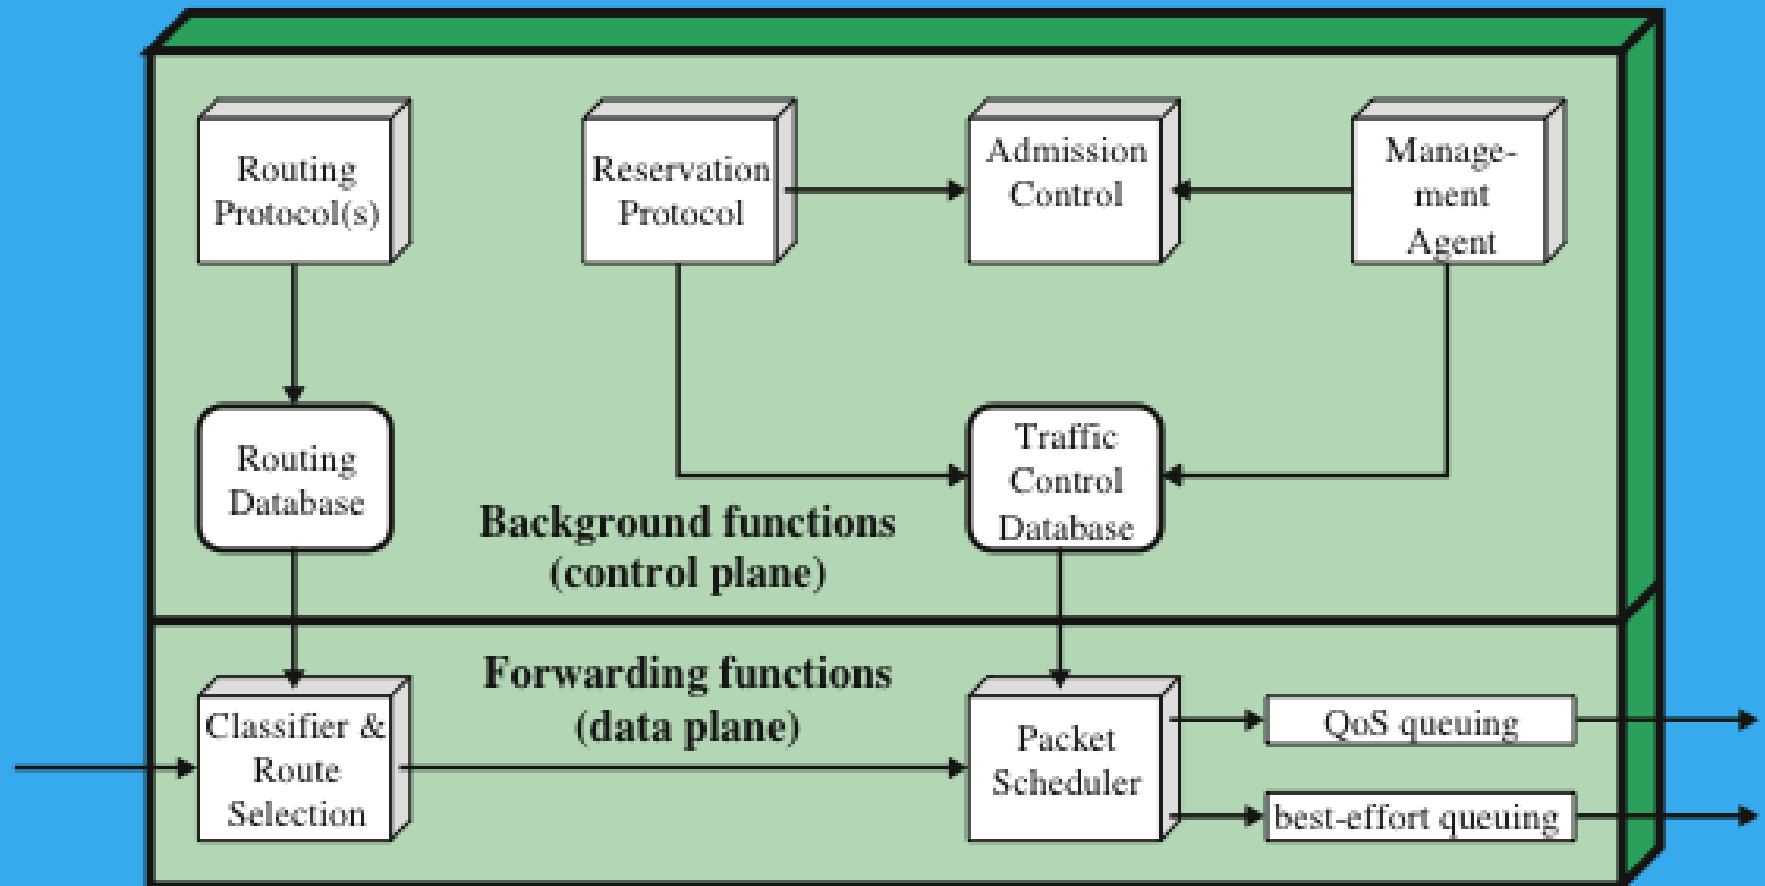 Routing
Protocol(s)
Reservation
Protocol
Admission
Control
Manage-
ment
Agent
Routing
Database
Traffic
Control
Database
Background functions
(control plane)
Forwarding functions
(data plane)
Classifier &
Route
Selection
Packet
Scheduler
QoS queuing
best-effort queuing